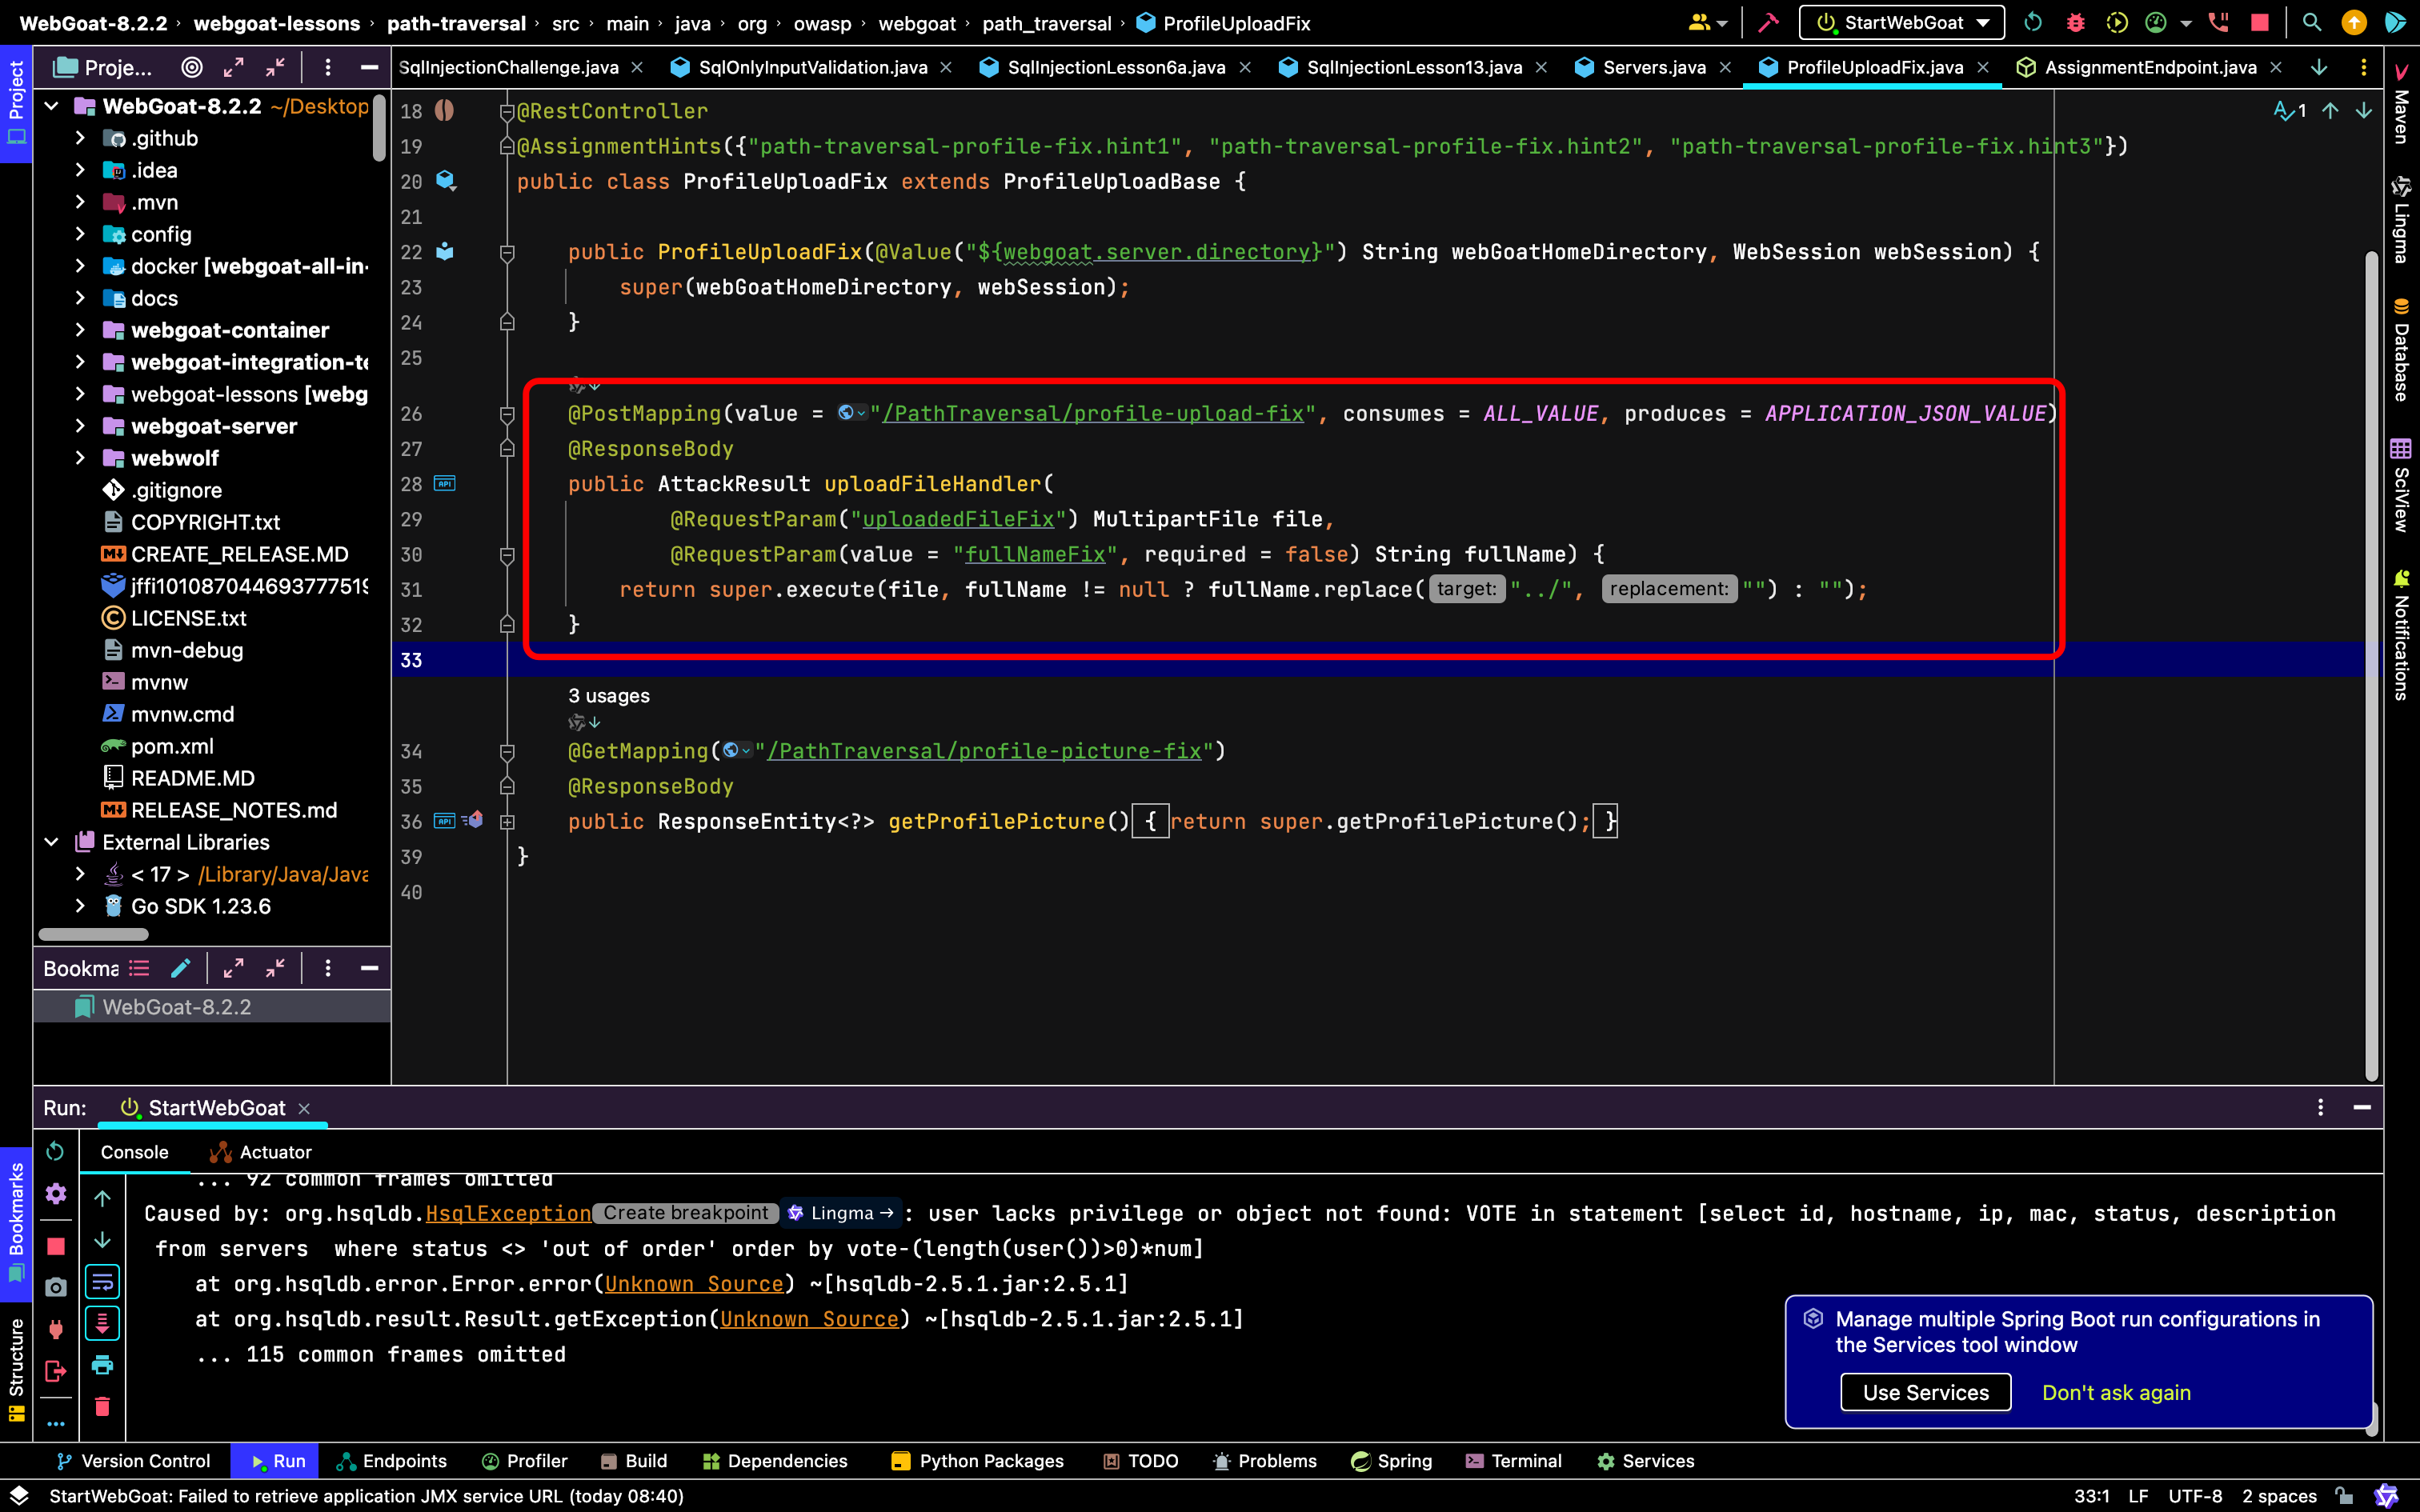 WebGoat-8.2.2 › webgoat-lessons › path-traversal › src › main › java › org › owasp › webgoat › path_traversal › ProfileUploadFix
StartWebGoat
Project
Proje...
SqlInjectionChallenge.java
SqlOnlyInputValidation.java
SqlInjectionLesson6a.java
SqlInjectionLesson13.java
Servers.java
ProfileUploadFix.java
AssignmentEndpoint.java
WebGoat-8.2.2 ~/Desktop
.github
.idea
.mvn
config
docker [webgoat-all-in-
docs
webgoat-container
webgoat-integration-te
webgoat-lessons [webg
webgoat-server
webwolf
.gitignore
COPYRIGHT.txt
CREATE_RELEASE.MD
jffi101087044693777519
LICENSE.txt
mvn-debug
mvnw
mvnw.cmd
pom.xml
README.MD
RELEASE_NOTES.md
External Libraries
< 17 > /Library/Java/Java
Go SDK 1.23.6
Bookma
WebGoat-8.2.2
1
18 @RestController
19 @AssignmentHints({"path-traversal-profile-fix.hint1", "path-traversal-profile-fix.hint2", "path-traversal-profile-fix.hint3"})
20 public class ProfileUploadFix extends ProfileUploadBase {
21
22 public ProfileUploadFix(@Value("${webgoat.server.directory}") String webGoatHomeDirectory, WebSession webSession) {
23 super(webGoatHomeDirectory, webSession);
24 }
25
26 @PostMapping(value = "/PathTraversal/profile-upload-fix", consumes = ALL_VALUE, produces = APPLICATION_JSON_VALUE)
27 @ResponseBody
28 API public AttackResult uploadFileHandler(
29 @RequestParam("uploadedFileFix") MultipartFile file,
30 @RequestParam(value = "fullNameFix", required = false) String fullName) {
31 return super.execute(file, fullName != null ? fullName.replace( target: "../", replacement: "") : "");
32 }
33
3 usages
34 @GetMapping("/PathTraversal/profile-picture-fix")
35 @ResponseBody
36 API public ResponseEntity<?> getProfilePicture() { return super.getProfilePicture(); }
39 }
40
Maven
Lingma
Database
SciView
Notifications
Run: StartWebGoat
Console Actuator
... 92 common frames omitted
Caused by: org.hsqldb.HsqlException Create breakpoint Lingma → : user lacks privilege or object not found: VOTE in statement [select id, hostname, ip, mac, status, description
from servers  where status <> 'out of order' order by vote-(length(user())>0)*num]
at org.hsqldb.error.Error.error(Unknown Source) ~[hsqldb-2.5.1.jar:2.5.1]
at org.hsqldb.result.Result.getException(Unknown Source) ~[hsqldb-2.5.1.jar:2.5.1]
... 115 common frames omitted
Bookmarks
Structure
Manage multiple Spring Boot run configurations in
the Services tool window
Use Services Don't ask again
Version Control Run Endpoints Profiler Build Dependencies Python Packages TODO Problems Spring Terminal Services
StartWebGoat: Failed to retrieve application JMX service URL (today 08:40) 33:1 LF UTF-8 2 spaces